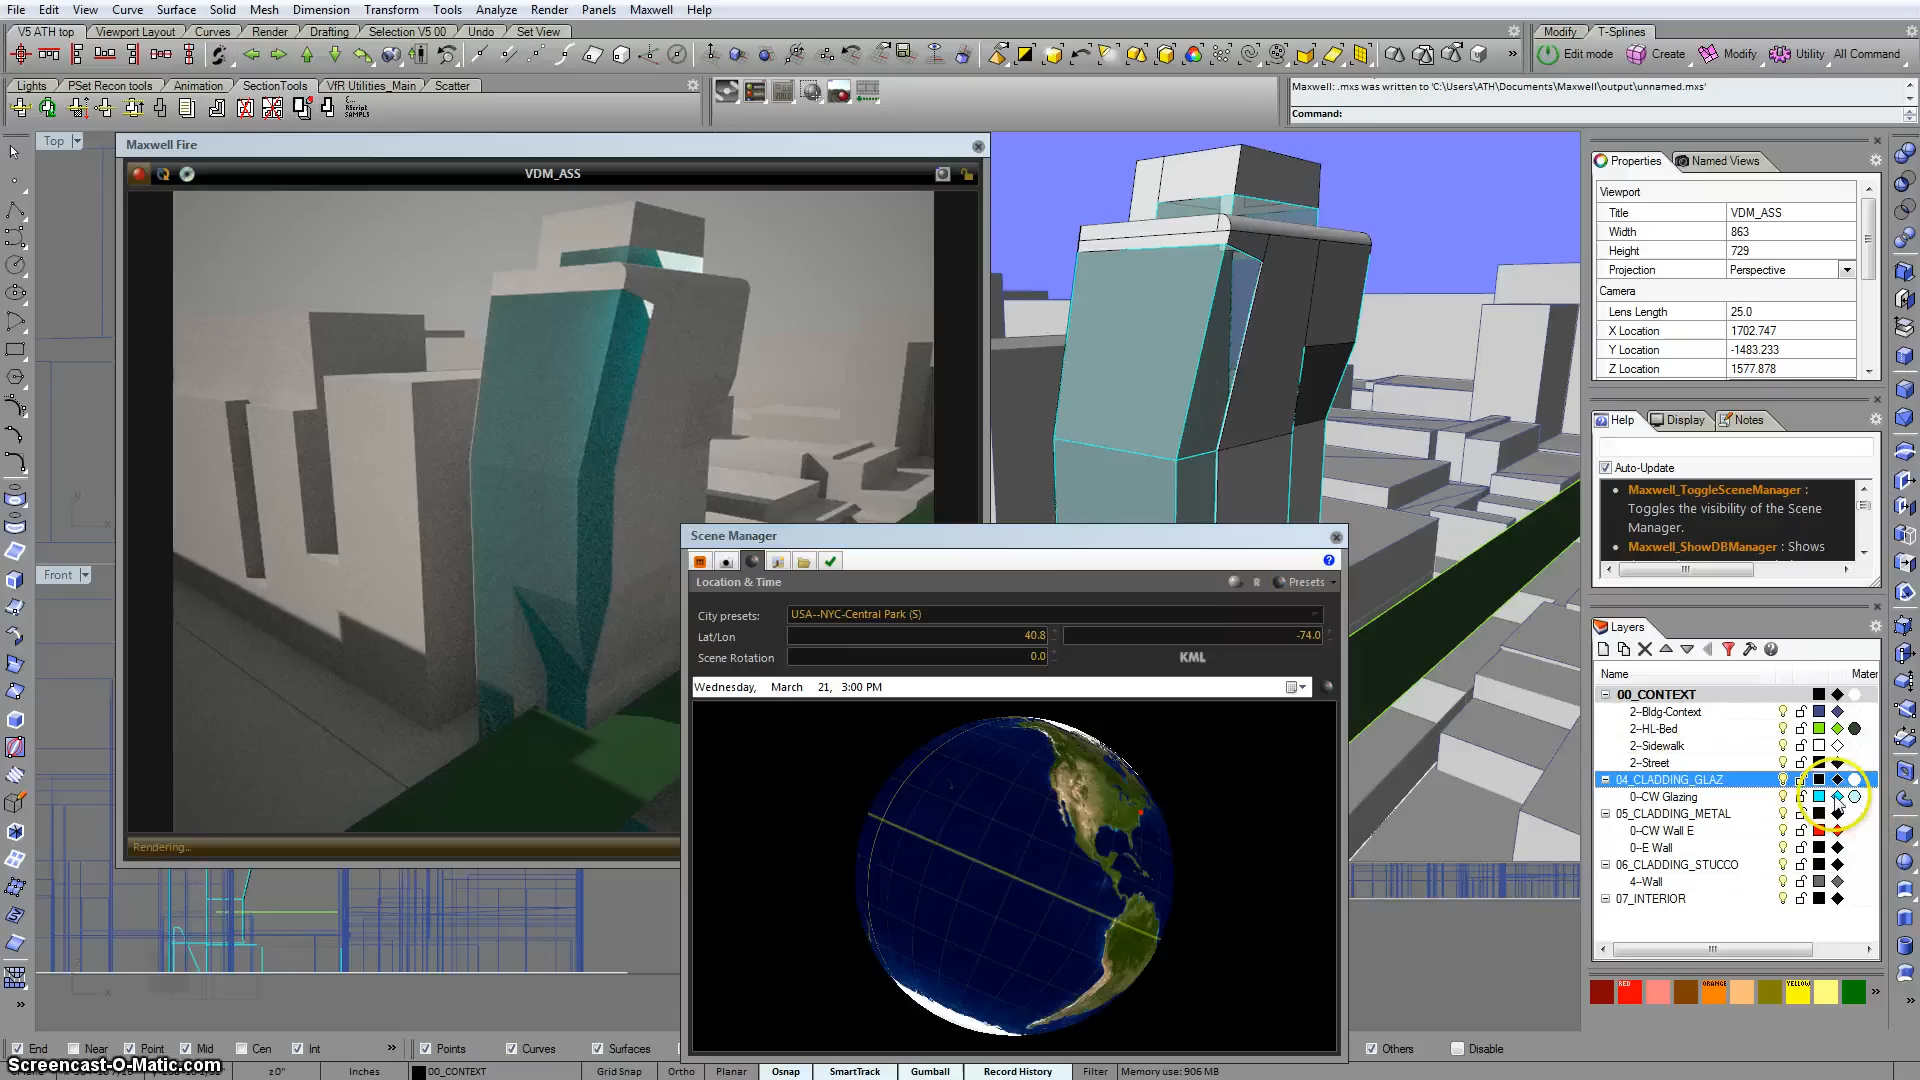 File Edit View Curve Surface Solid Mesh Dimension Transform Tools Analyze Render Panels Maxwell Help
V5 ATH top Viewport Layout Curves Render Drafting Selection V5 00 Undo Set View
Modify T-Splines
Edit mode Create Modify Utility All Command
Lights PSet Recon tools Animation SectionTools VfR Utilities_Main Scatter
Maxwell: .mxs was written to 'C:\Users\ATH\Documents\Maxwell\output\unnamed.mxs'
Command:
Top
Maxwell Fire
VDM_ASS
Rendering...
Front
Properties Named Views
Viewport
Title VDM_ASS
Width 863
Height 729
Projection Perspective
Camera
Lens Length 25.0
X Location 1702.747
Y Location -1483.233
Z Location 1577.878
Help Display Notes
Auto-Update
Maxwell_ToggleSceneManager :
Toggles the visibility of the Scene
Manager.
Maxwell_ShowDBManager : Shows
Scene Manager
Location & Time
R Presets
City presets: USA--NYC-Central Park (S)
Lat/Lon 40.8 -74.0
Scene Rotation 0.0 KML
Wednesday, March 21, 3:00 PM
Layers
Name Mater
00_CONTEXT
2--Bldg-Context
2--HL-Bed
2--Sidewalk
2--Street
04_CLADDING_GLAZ
0--CW Glazing
05_CLADDING_METAL
0--CW Wall E
0--E Wall
06_CLADDING_STUCCO
4--Wall
07_INTERIOR
RED ORANGE YELLOW
End Near Point Mid Cen Int Points Curves Surfaces Others Disable
Screencast-O-Matic.com
z 0" Inches 00_CONTEXT Grid Snap Ortho Planar Osnap SmartTrack Gumball Record History Filter Memory use: 906 MB